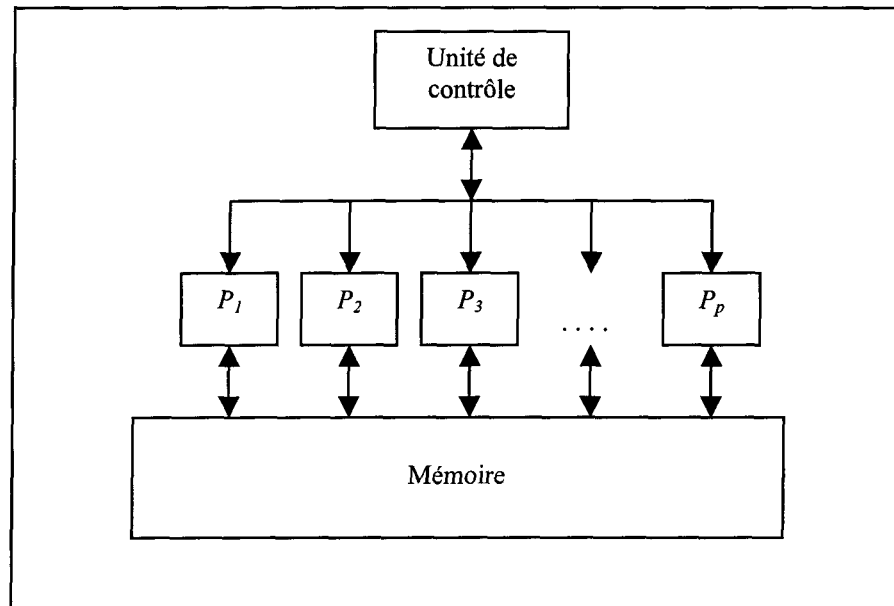 Unité de
contrôle
P1 P2 P3 .... Pp
Mémoire